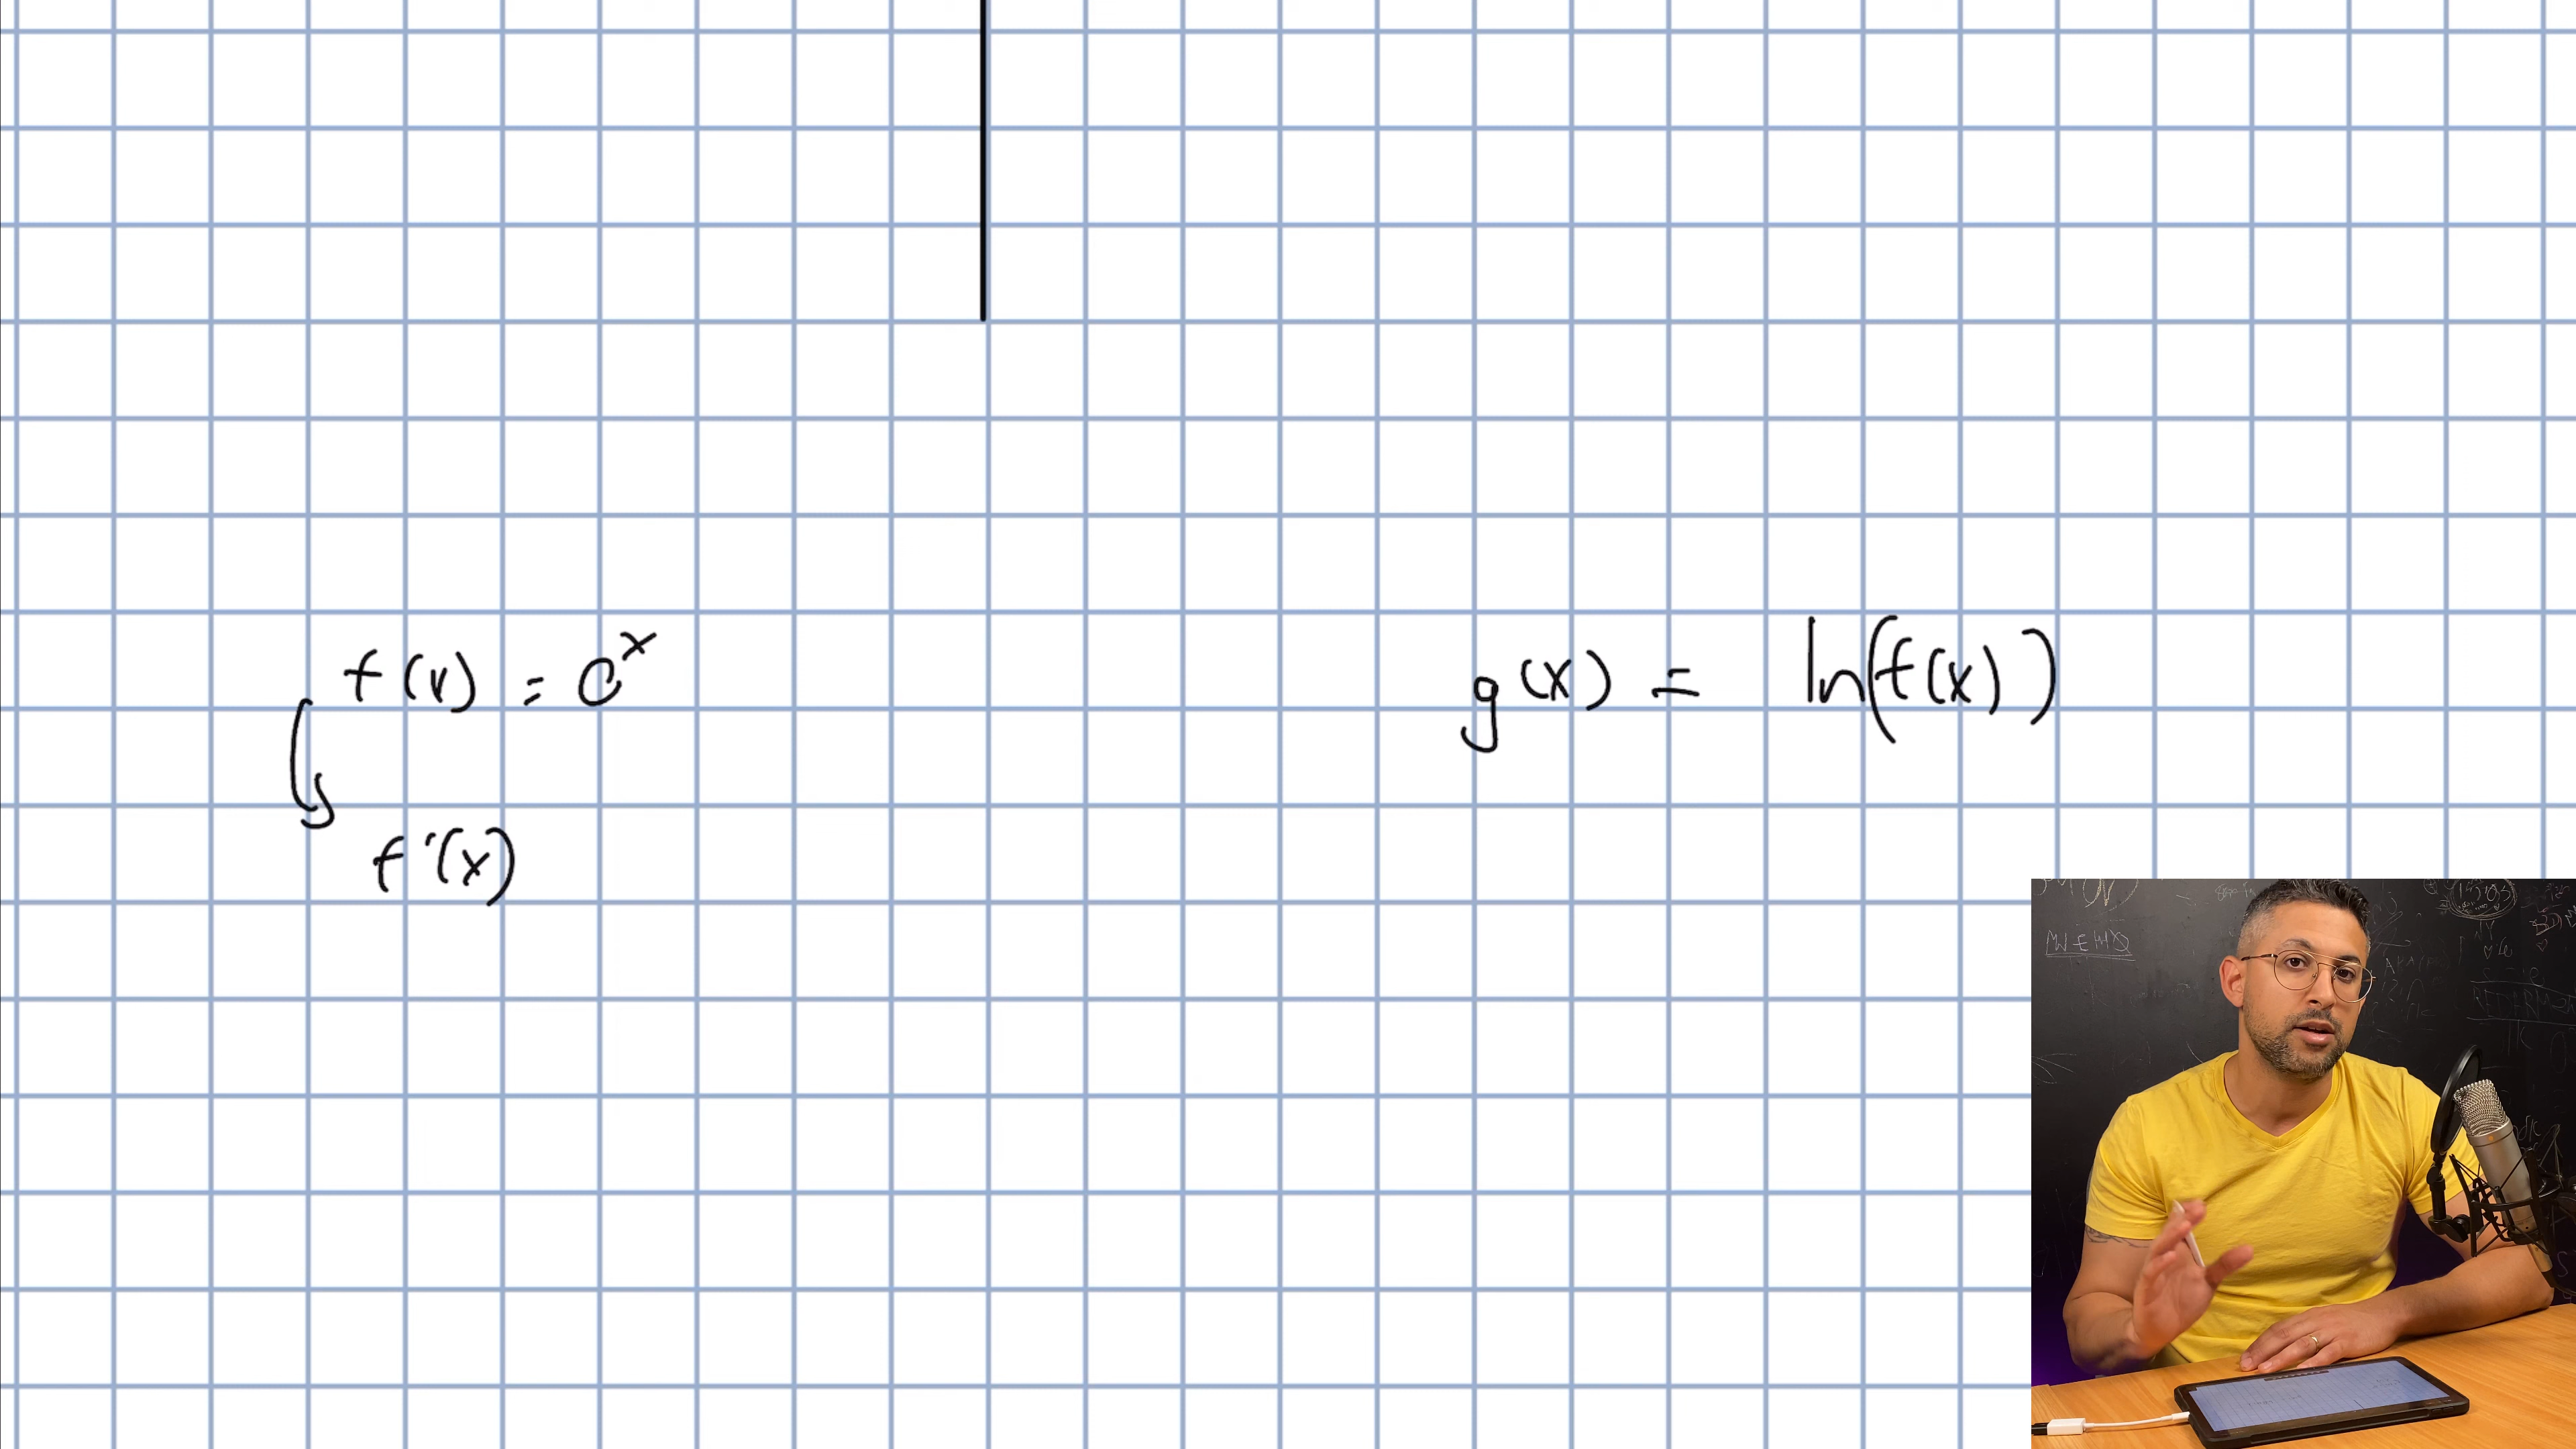 f(x) = e^x
g(x) = ln(f(x))
f'(x)